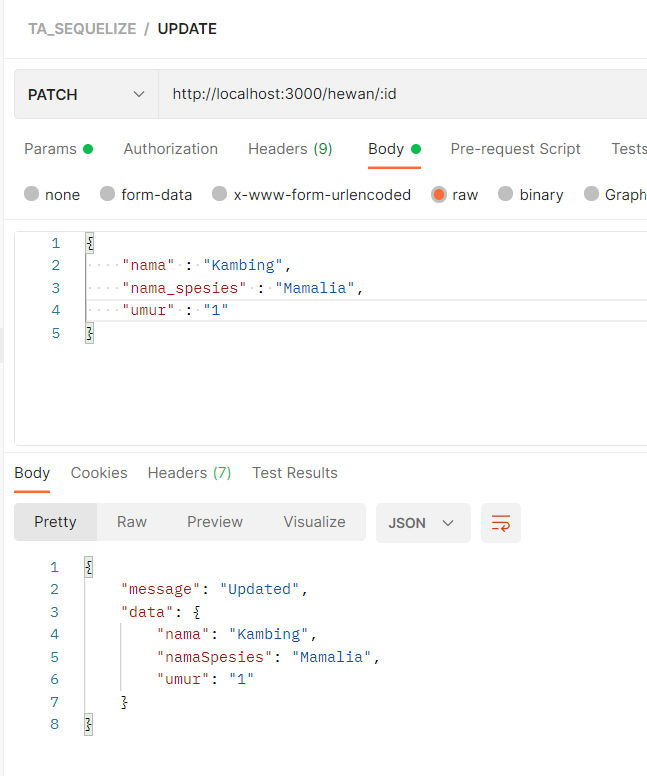 TA_SEQUELIZE / UPDATE
PATCH http://localhost:3000/hewan/:id
Params Authorization Headers (9) Body Pre-request Script Tests
none form-data x-www-form-urlencoded raw binary Graph
1 {
2 "nama" : "Kambing",
3 "nama_spesies" : "Mamalia",
4 "umur" : "1"
5 }
Body Cookies Headers (7) Test Results
Pretty Raw Preview Visualize JSON
1 {
2 "message": "Updated",
3 "data": {
4 "nama": "Kambing",
5 "namaSpesies": "Mamalia",
6 "umur": "1"
7 }
8 }